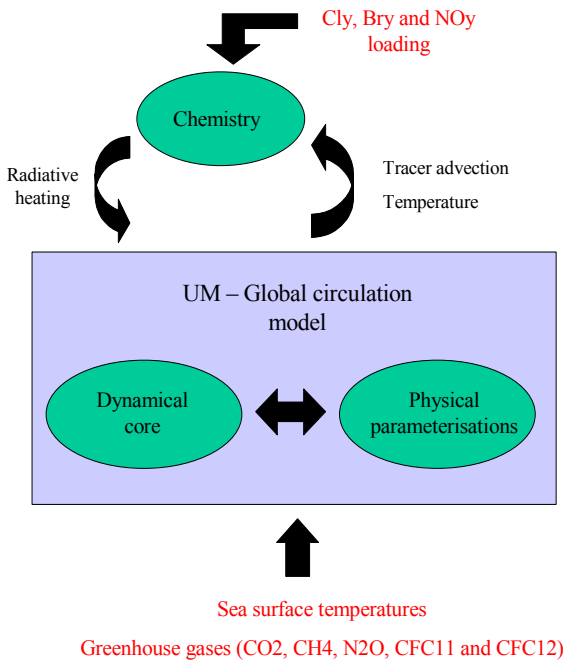 Cly, Bry and NOy
loading
Chemistry
Radiative
heating
Tracer advection
Temperature
UM – Global circulation
model
Dynamical
core
Physical
parameterisations
Sea surface temperatures
Greenhouse gases (CO2, CH4, N2O, CFC11 and CFC12)